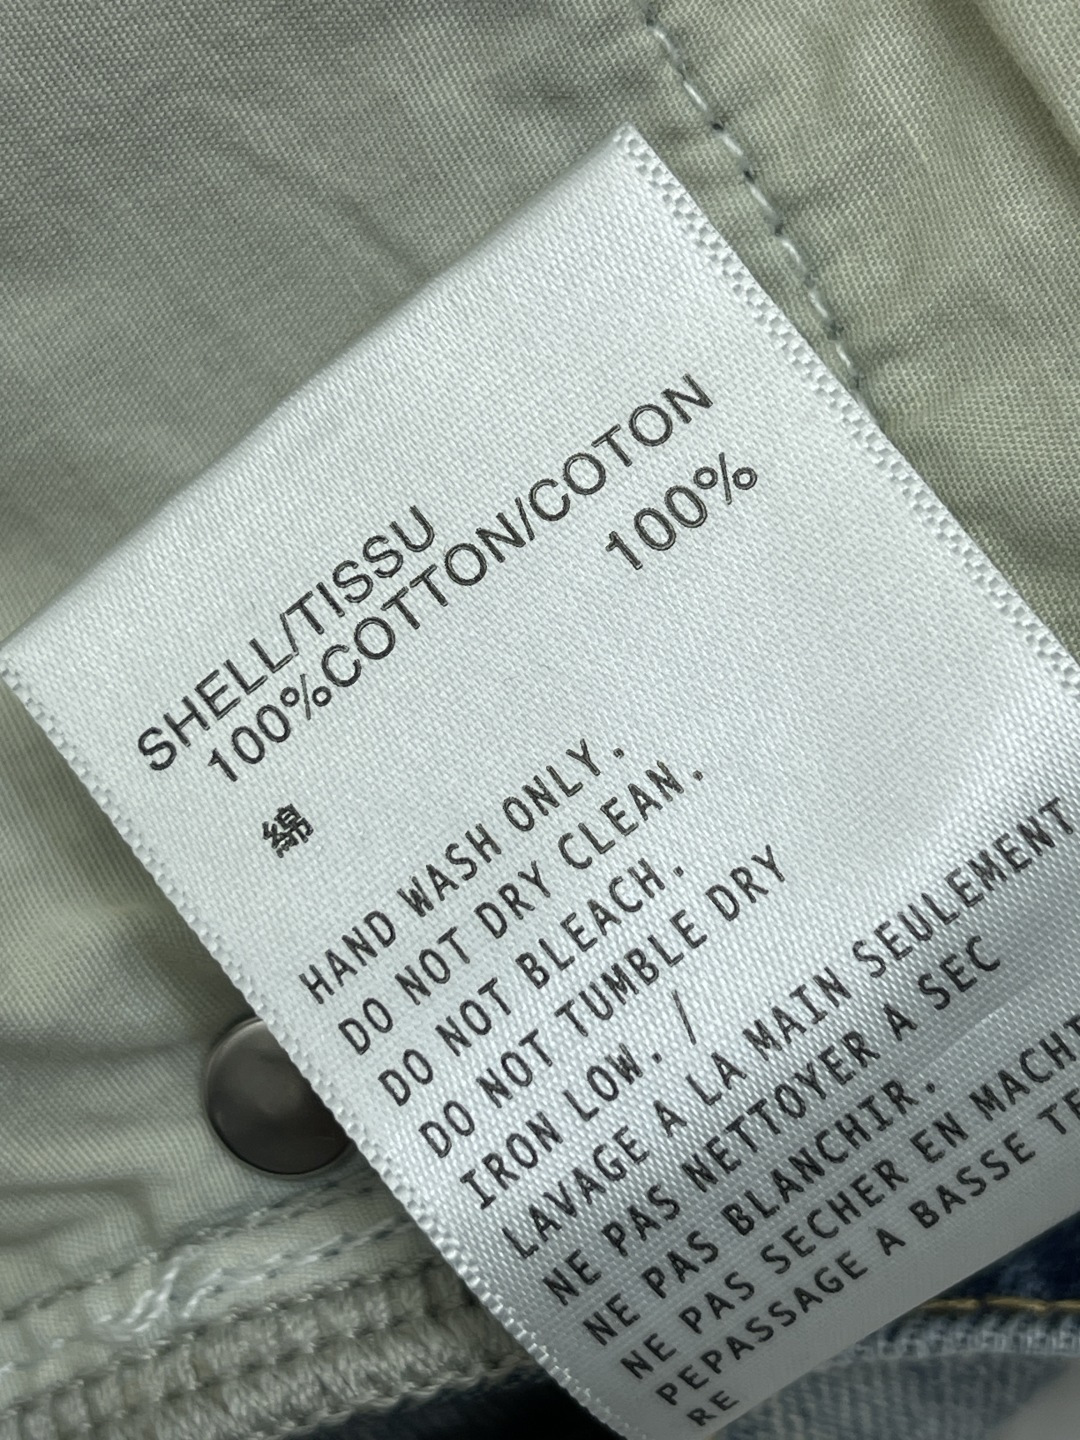 SHELL/TISSU
100%COTTON/COTON
綿 100%
HAND WASH ONLY.
DO NOT DRY CLEAN.
DO NOT BLEACH.
DO NOT TUMBLE DRY
IRON LOW. /
LAVAGE A LA MAIN SEULEMENT
NE PAS NETTOYER A SEC
NE PAS BLANCHIR.
NE PAS SECHER EN MACHI
PEPASSAGE A BASSE TE
RE